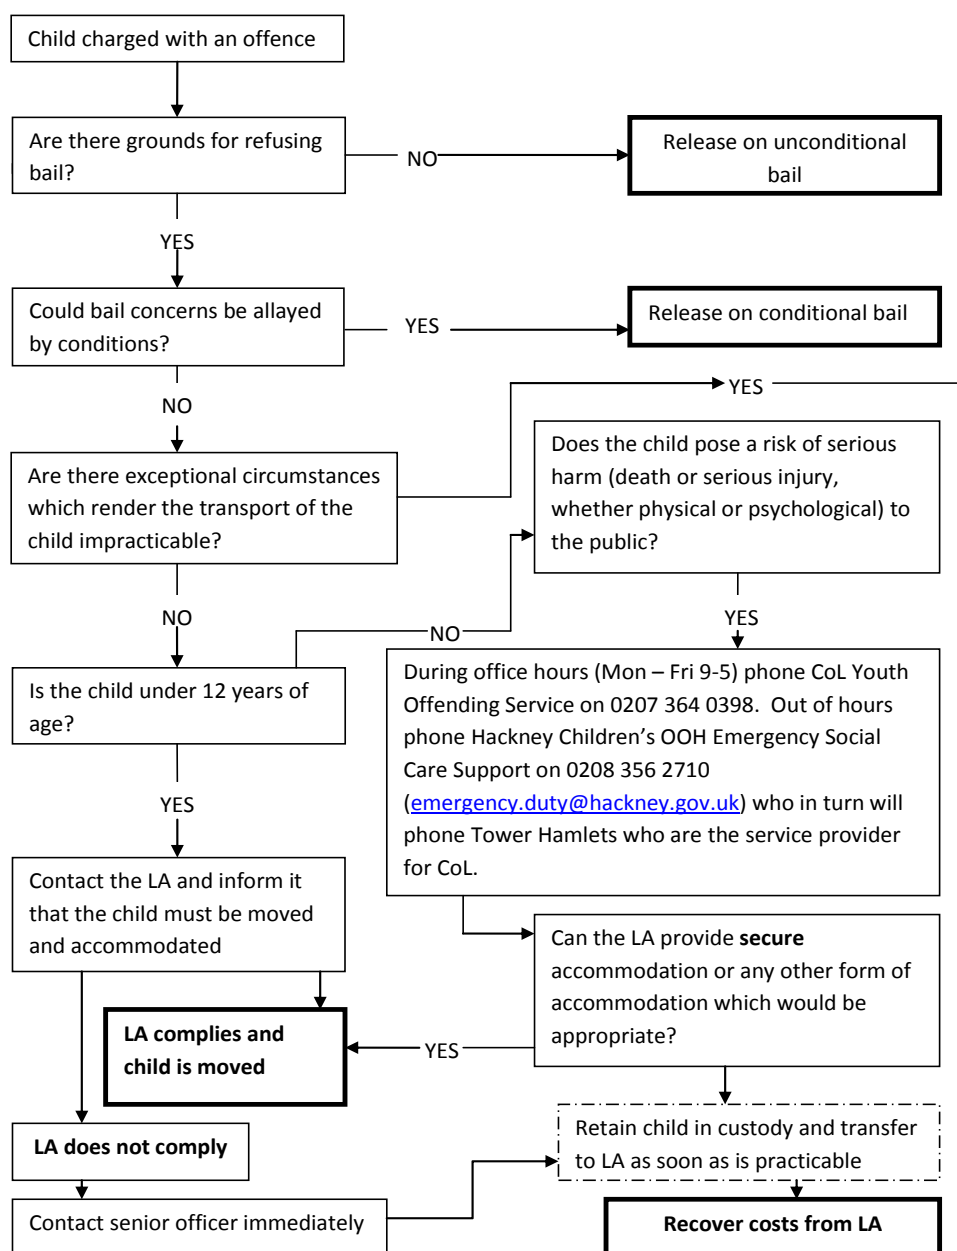 Child charged with an offence
Are there grounds for refusing
bail?
NO
Release on unconditional
bail
YES
Could bail concerns be allayed
by conditions?
YES
Release on conditional bail
NO
YES
Are there exceptional circumstances
which render the transport of the
child impracticable?
Does the child pose a risk of serious
harm (death or serious injury,
whether physical or psychological) to
the public?
NO
NO
YES
Is the child under 12 years of
age?
During office hours (Mon – Fri 9-5) phone CoL Youth
Offending Service on 0207 364 0398.  Out of hours
phone Hackney Children’s OOH Emergency Social
Care Support on 0208 356 2710
(emergency.duty@hackney.gov.uk) who in turn will
phone Tower Hamlets who are the service provider
for CoL.
YES
Contact the LA and inform it
that the child must be moved
and accommodated
Can the LA provide secure
accommodation or any other form of
accommodation which would be
appropriate?
LA complies and
child is moved
YES
LA does not comply
Retain child in custody and transfer
to LA as soon as is practicable
Contact senior officer immediately
Recover costs from LA